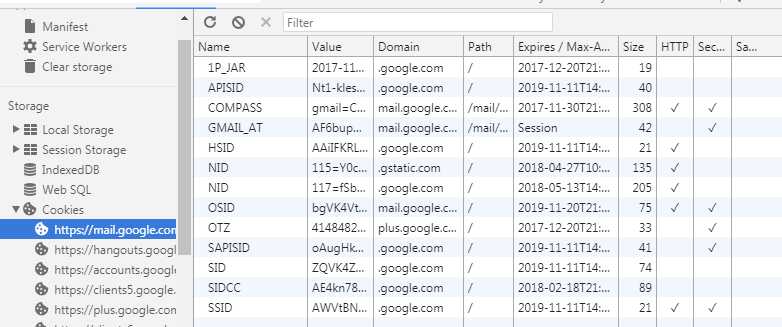 Manifest
Service Workers
Clear storage
Storage
Local Storage
Session Storage
IndexedDB
Web SQL
Cookies
https://mail.google.con
https://hangouts.google
https://accounts.google
https://clients5.google.
https://plus.google.com
Filter
Name Value Domain Path Expires / Max-A... Size HTTP Sec... Sa...
1P_JAR 2017-11... .google.com / 2017-12-20T21:... 19
APISID Nt1-kles... .google.com / 2019-11-11T14:... 40
COMPASS gmail=C... mail.google.c... /mail/... 2017-11-30T21:... 308 ✓ ✓
GMAIL_AT AF6bup... mail.google.c... /mail/... Session 42 ✓
HSID AAiIFKRL... .google.com / 2019-11-11T14:... 21 ✓
NID 115=Y0c... .gstatic.com / 2018-04-27T10:... 135 ✓
NID 117=fSb... .google.com / 2018-05-13T14:... 205 ✓
OSID bgVK4Vt... mail.google.c... / 2019-11-20T21:... 75 ✓ ✓
OTZ 4148482... plus.google.c... / 2017-12-20T21:... 33 ✓
SAPISID oAugHk... .google.com / 2019-11-11T14:... 41 ✓
SID ZQVK4Z... .google.com / 2019-11-11T14:... 74
SIDCC AE4kn78... .google.com / 2018-02-18T21:... 89
SSID AWVtBN... .google.com / 2019-11-11T14:... 21 ✓ ✓